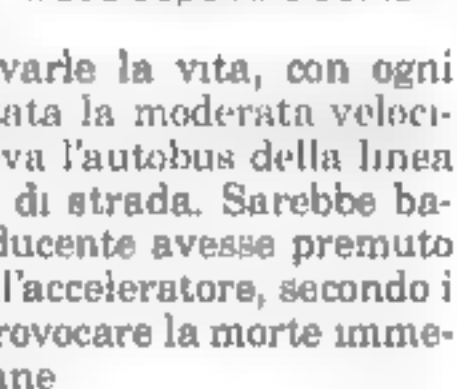 varle la vita, con ogni
ata la moderata veloci-
va l'autobus della linea
di strada. Sarebbe ba-
ducente avesse premuto
l'acceleratore, secondo i
rovocare la morte imme-
ane